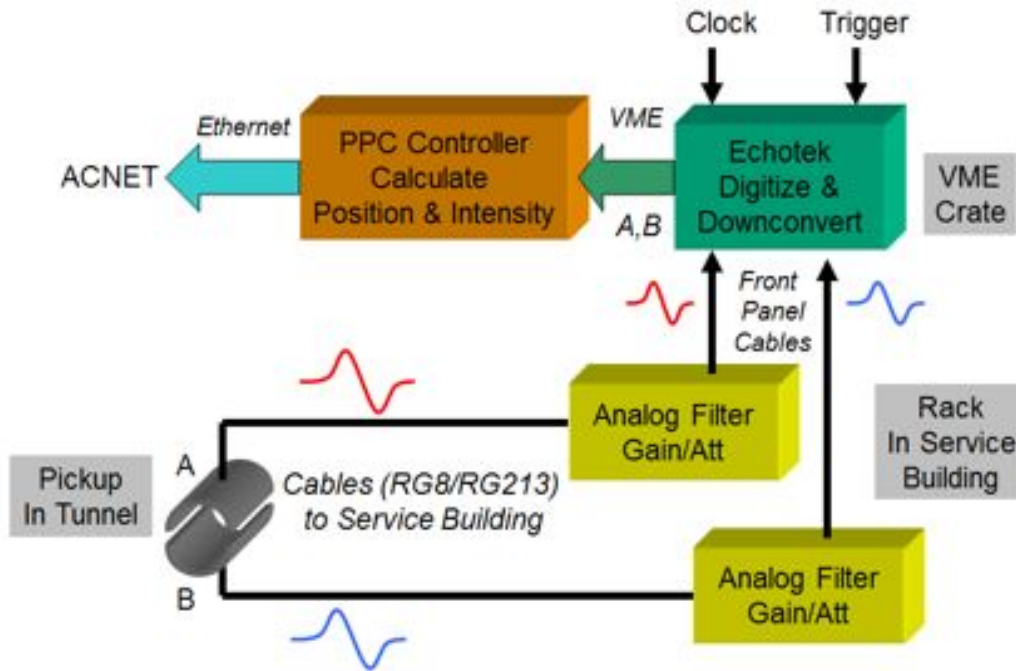 Clock
Trigger
Ethernet
VME
ACNET
PPC Controller
Calculate
Position & Intensity
Echotek
Digitize &
Downconvert
VME
Crate
A,B
Front
Panel
Cables
Analog Filter
Gain/Att
Rack
In Service
Building
Pickup
In Tunnel
A
Cables (RG8/RG213)
to Service Building
B
Analog Filter
Gain/Att